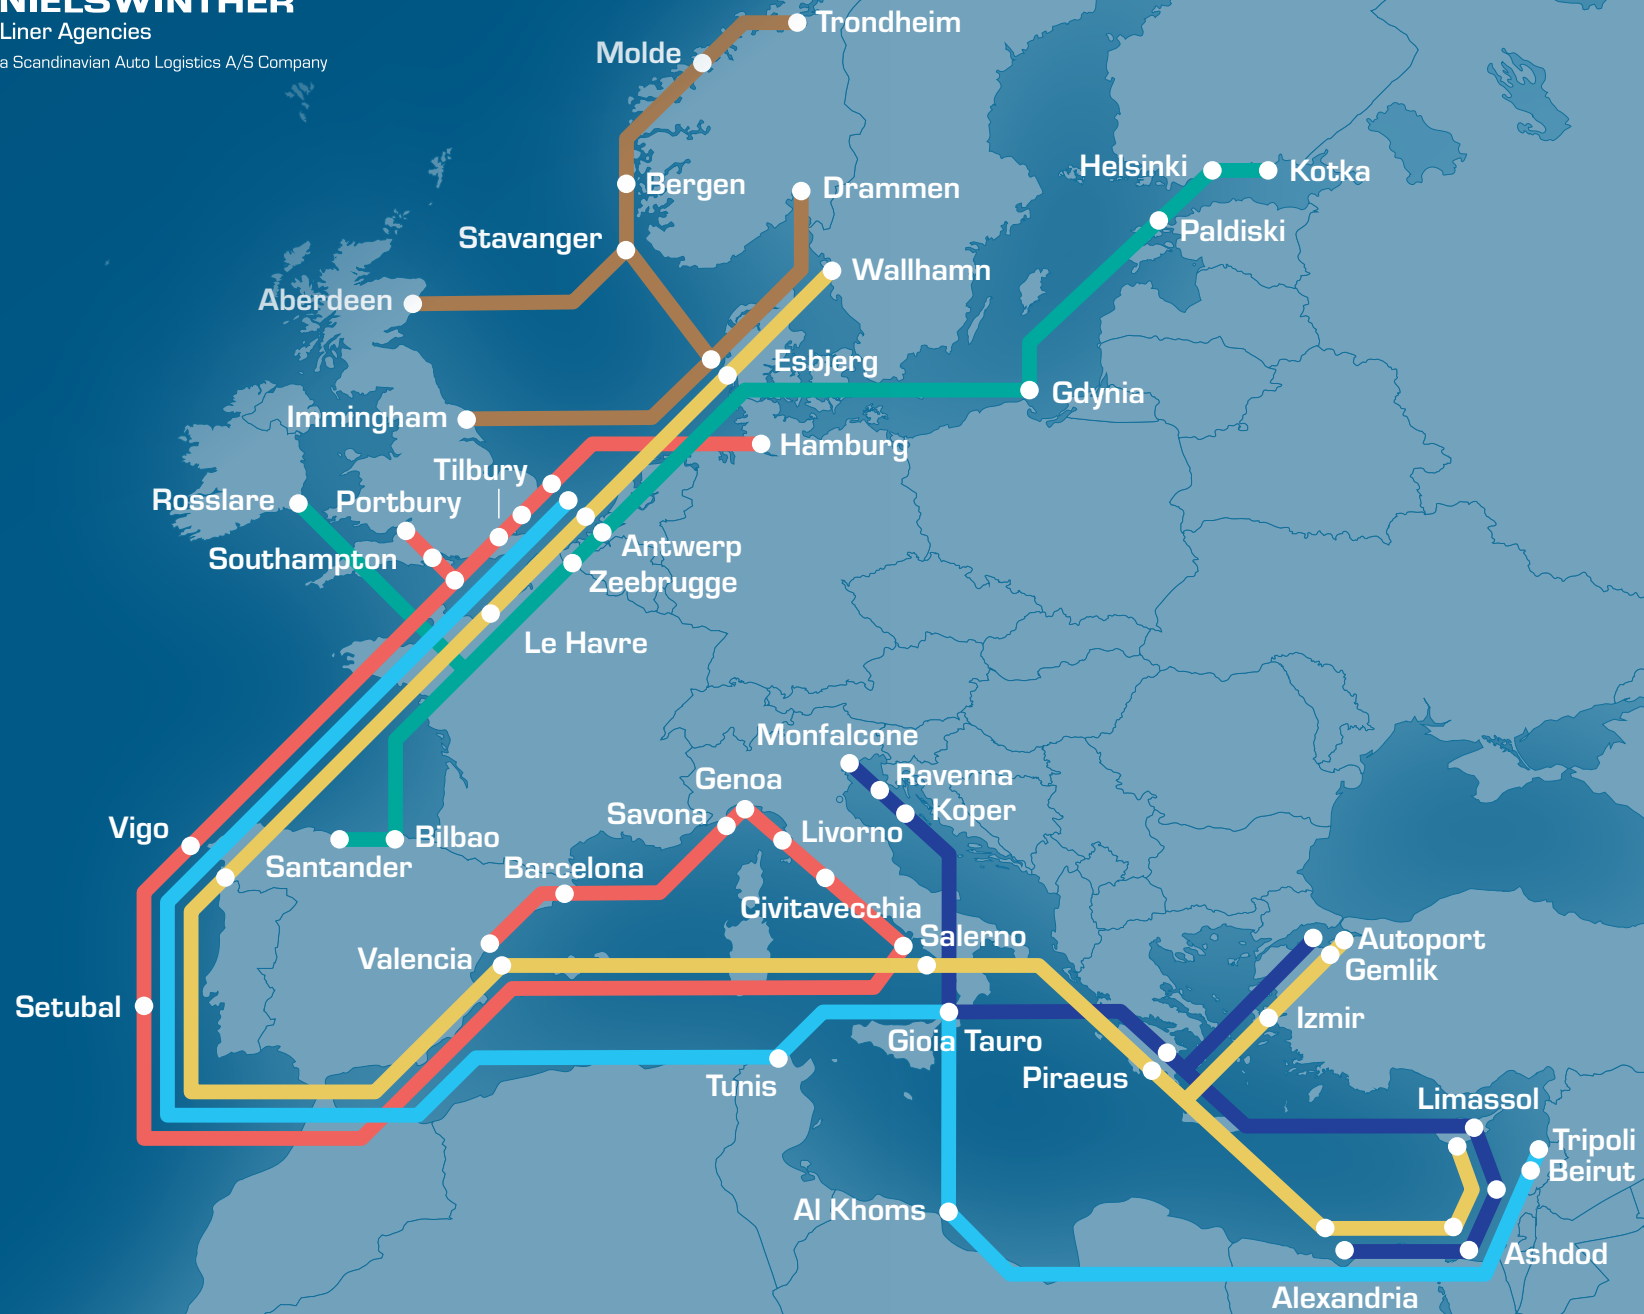 NIELSWINTHER
Liner Agencies
a Scandinavian Auto Logistics A/S Company
Trondheim
Molde
Helsinki
Kotka
Bergen
Drammen
Paldiski
Stavanger
Wallhamn
Aberdeen
Esbjerg
Gdynia
Immingham
Hamburg
Tilbury
Rosslare
Portbury
Southampton
Antwerp
Zeebrugge
Le Havre
Monfalcone
Ravenna
Genoa
Koper
Savona
Livorno
Vigo
Bilbao
Santander
Barcelona
Civitavecchia
Salerno
Autoport
Valencia
Gemlik
Setubal
Izmir
Gioia Tauro
Piraeus
Tunis
Limassol
Tripoli
Beirut
Al Khoms
Ashdod
Alexandria